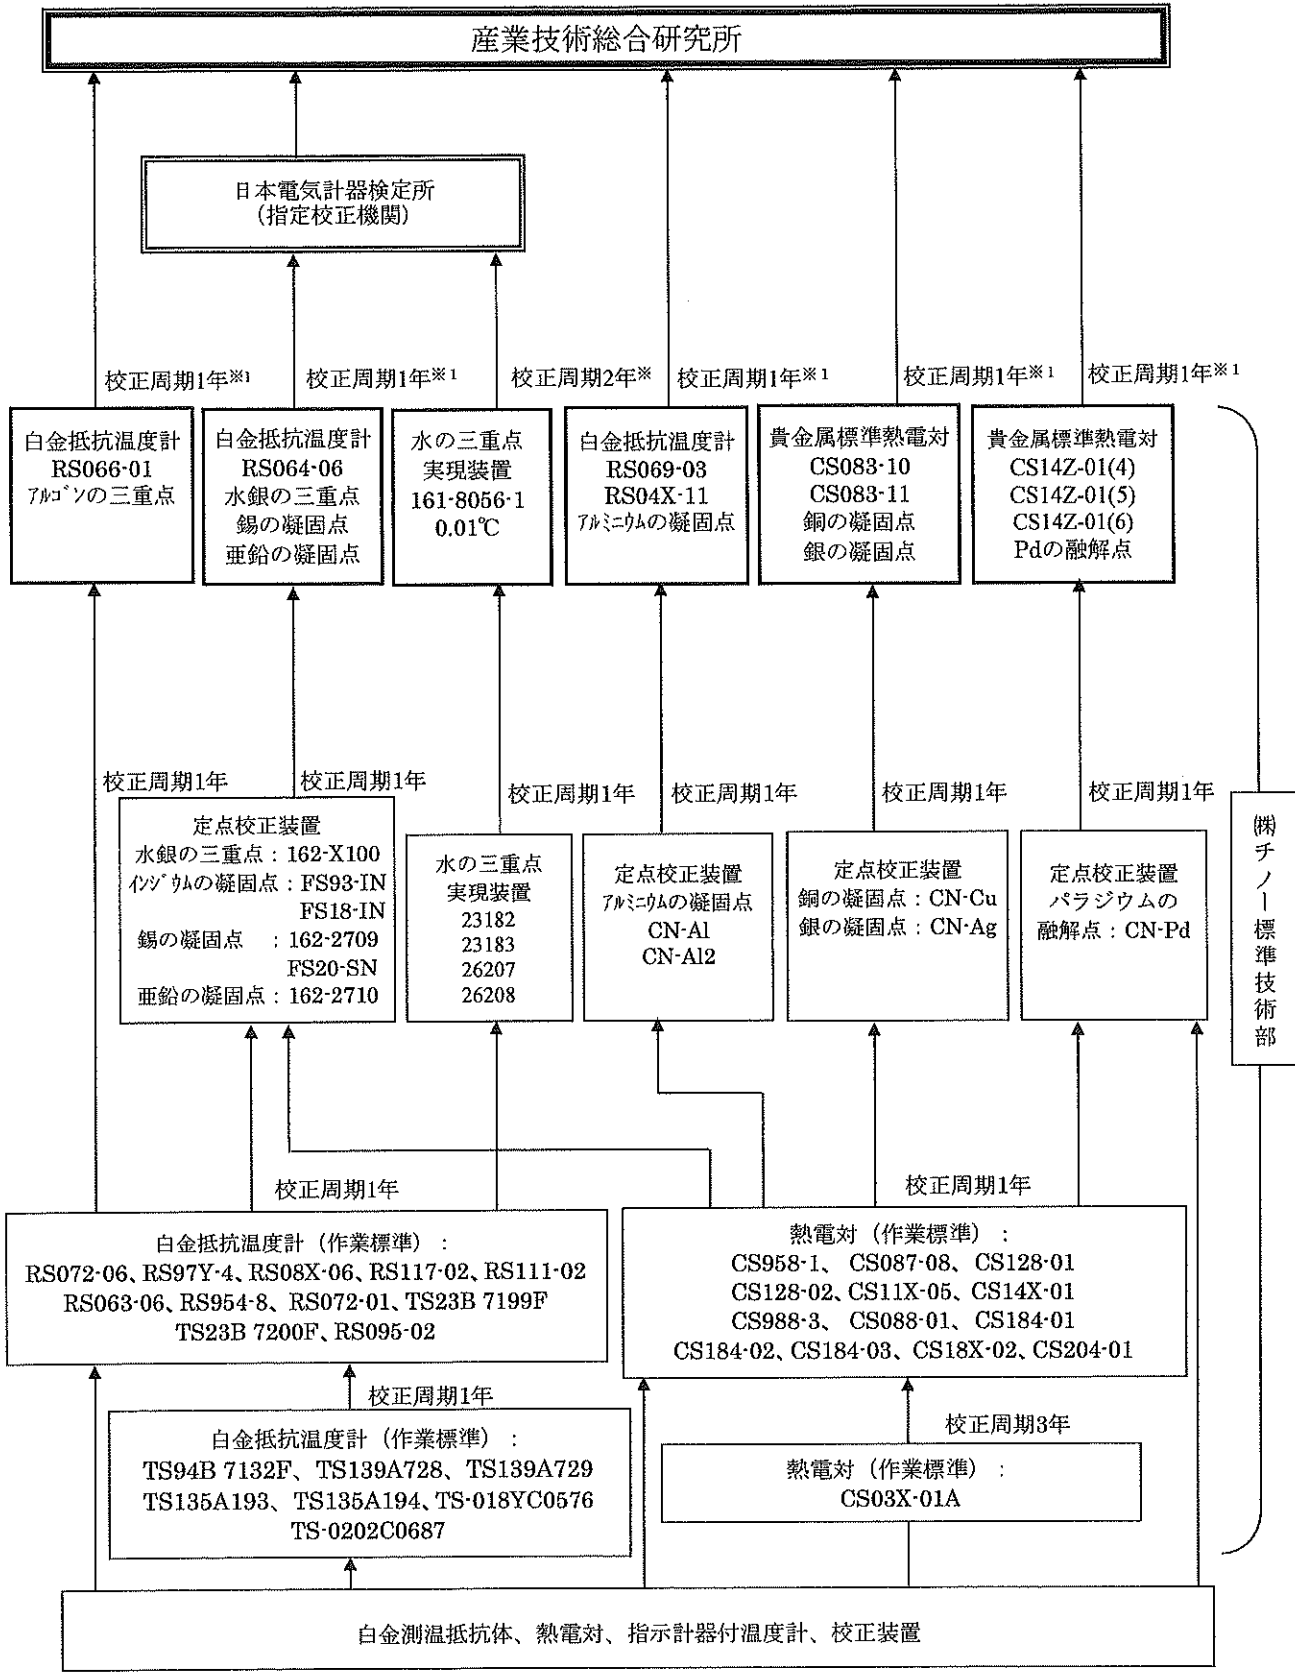 産業技術総合研究所
日本電気計器検定所
(指定校正機関)
校正周期1年※1
校正周期1年※1
校正周期2年※
校正周期1年※1
校正周期1年※1
校正周期1年※1
白金抵抗温度計
RS066-01
アルゴンの三重点
白金抵抗温度計
RS064-06
水銀の三重点
錫の凝固点
亜鉛の凝固点
水の三重点
実現装置
161-8056-1
0.01℃
白金抵抗温度計
RS069-03
RS04X-11
アルミニウムの凝固点
貴金属標準熱電対
CS083-10
CS083-11
銅の凝固点
銀の凝固点
貴金属標準熱電対
CS14Z-01(4)
CS14Z-01(5)
CS14Z-01(6)
Pdの融解点
校正周期1年
校正周期1年
校正周期1年
校正周期1年
校正周期1年
校正周期1年
定点校正装置
水銀の三重点:162-X100
インジウムの凝固点:FS93-IN
FS18-IN
錫の凝固点 :162-2709
FS20-SN
亜鉛の凝固点:162-2710
水の三重点
実現装置
23182
23183
26207
26208
定点校正装置
アルミニウムの凝固点
CN-Al
CN-Al2
定点校正装置
銅の凝固点:CN-Cu
銀の凝固点:CN-Ag
定点校正装置
パラジウムの
融解点:CN-Pd
㈱チノー標準技術部
校正周期1年
校正周期1年
白金抵抗温度計(作業標準):
RS072-06、RS97Y-4、RS08X-06、RS117-02、RS111-02
RS063-06、RS954-8、RS072-01、TS23B 7199F
TS23B 7200F、RS095-02
熱電対(作業標準):
CS958-1、 CS087-08、CS128-01
CS128-02、CS11X-05、CS14X-01
CS988-3、 CS088-01、CS184-01
CS184-02、CS184-03、CS18X-02、CS204-01
校正周期1年
校正周期3年
白金抵抗温度計(作業標準):
TS94B 7132F、TS139A728、TS139A729
TS135A193、TS135A194、TS-018YC0576
TS-0202C0687
熱電対(作業標準):
CS03X-01A
白金測温抵抗体、熱電対、指示計器付温度計、校正装置